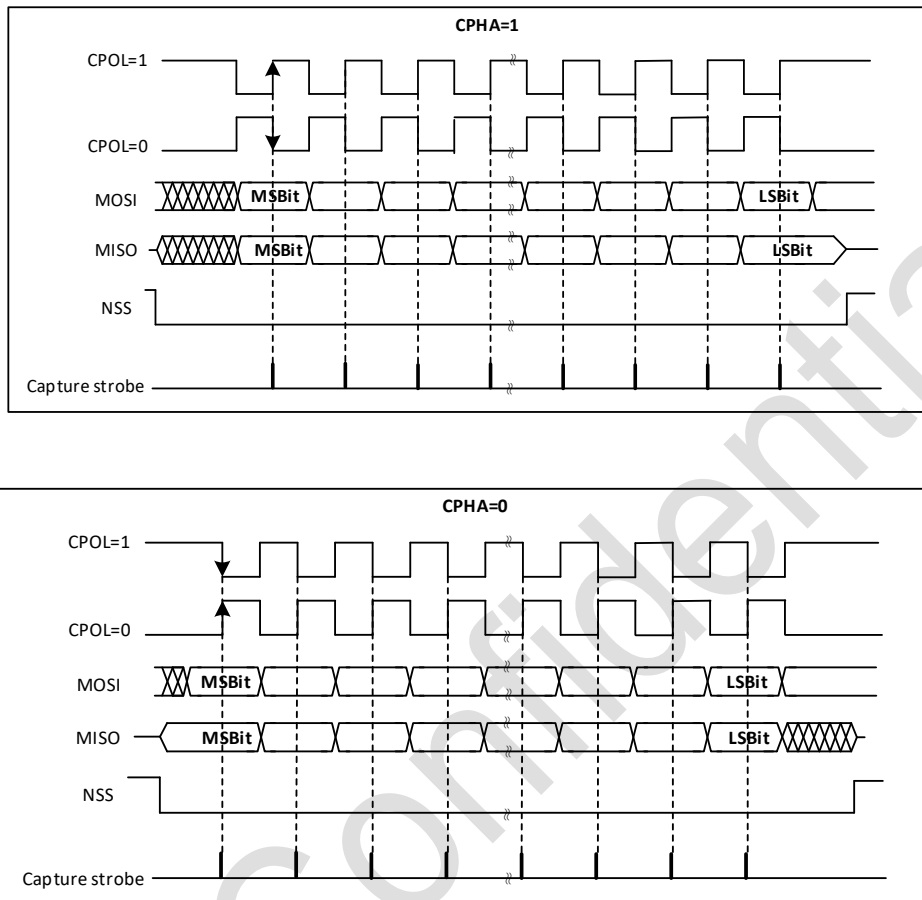 CPHA=1
CPOL=1
CPOL=0
MOSI MSBit LSBit
MISO MSBit LSBit
NSS
Capture strobe
CPHA=0
CPOL=1
CPOL=0
MOSI MSBit LSBit
MISO MSBit LSBit
NSS
Capture strobe
Confidential